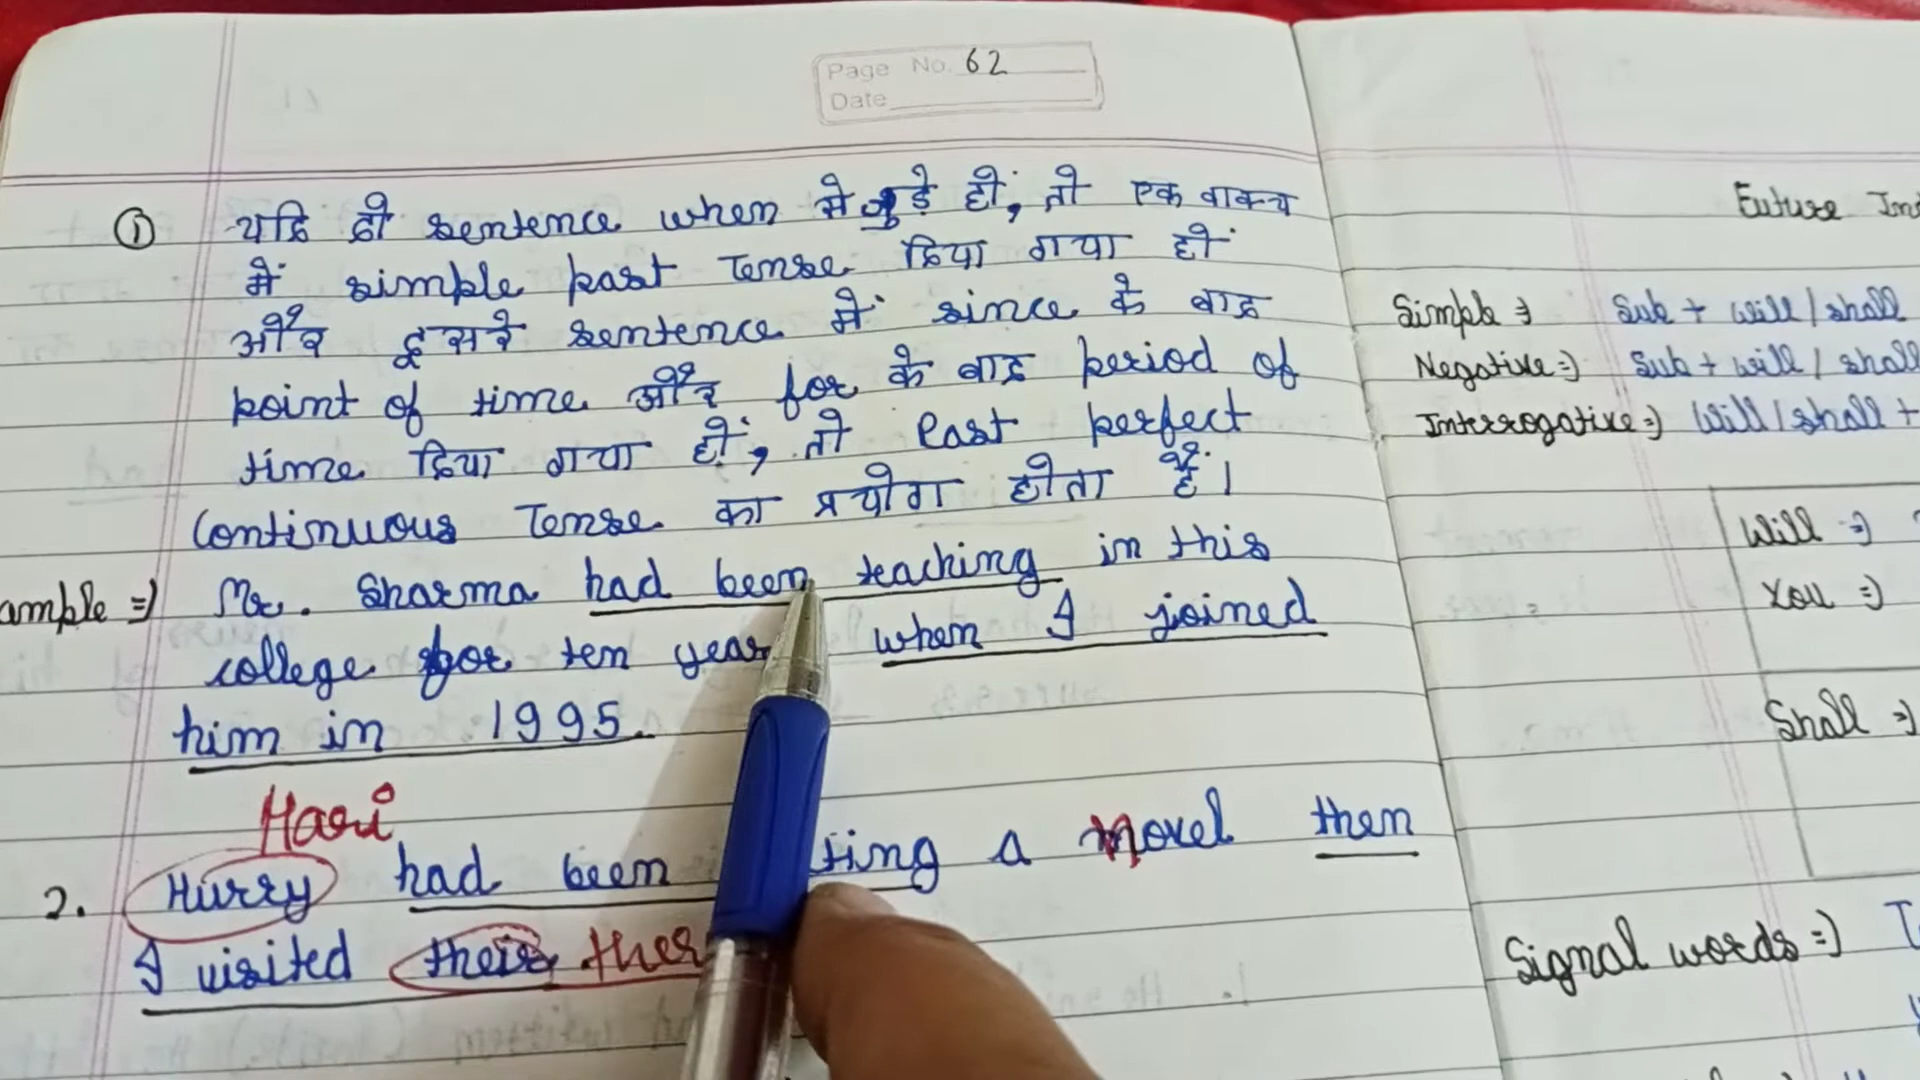 Page No. 62
Date
① यदि दो sentence when से जुड़े हों, तो एक वाक्य
में simple past Tense दिया गया हो
और दूसरे sentence में since के बाद
point of time और for के बाद period of
time दिया गया हों, तो Past perfect
Continuous Tense का प्रयोग होता है।
ample ⇒ Mr. Sharma had been teaching in this
college for ten year when I joined
him in 1995.
Hari
2. Hurry had been ting a Novel then
I visited their ther
Future In
Simple ⇒ Sub + will / shall
Negative ⇒ Sub + will / shall
Interrogative ⇒ Will / shall +
Will ⇒
You ⇒
Shall ⇒
Signal words ⇒ T